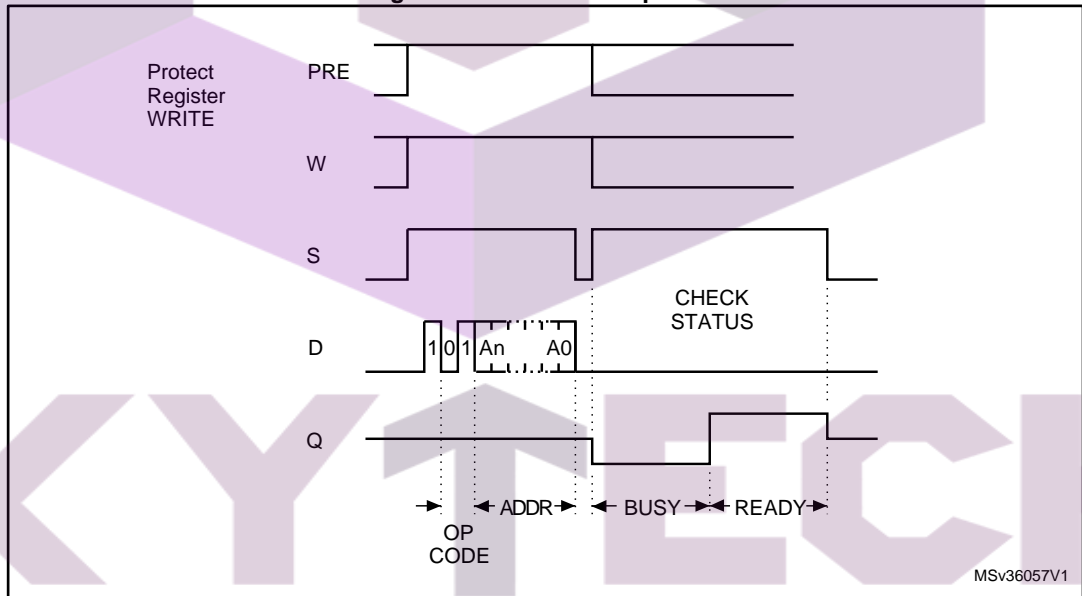 Protect
Register
WRITE
PRE
W
S
CHECK
STATUS
D
1 0 1 An A0
Q
ADDR BUSY READY
OP
CODE
MSv36057V1